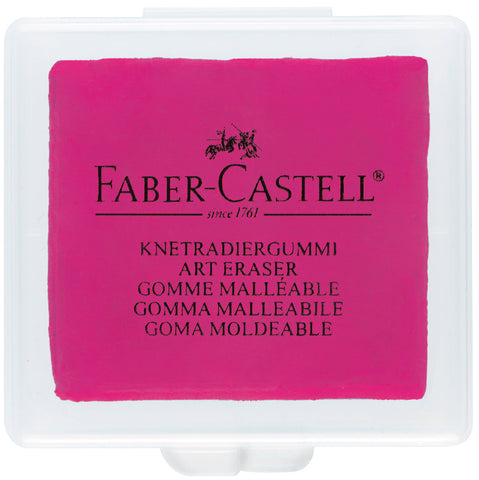 FABER-CASTELL®
since 1761
KNETRADIERGUMMI
ART ERASER
GOMME MALLÉABLE
GOMMA MALLEABILE
GOMA MOLDEABLE